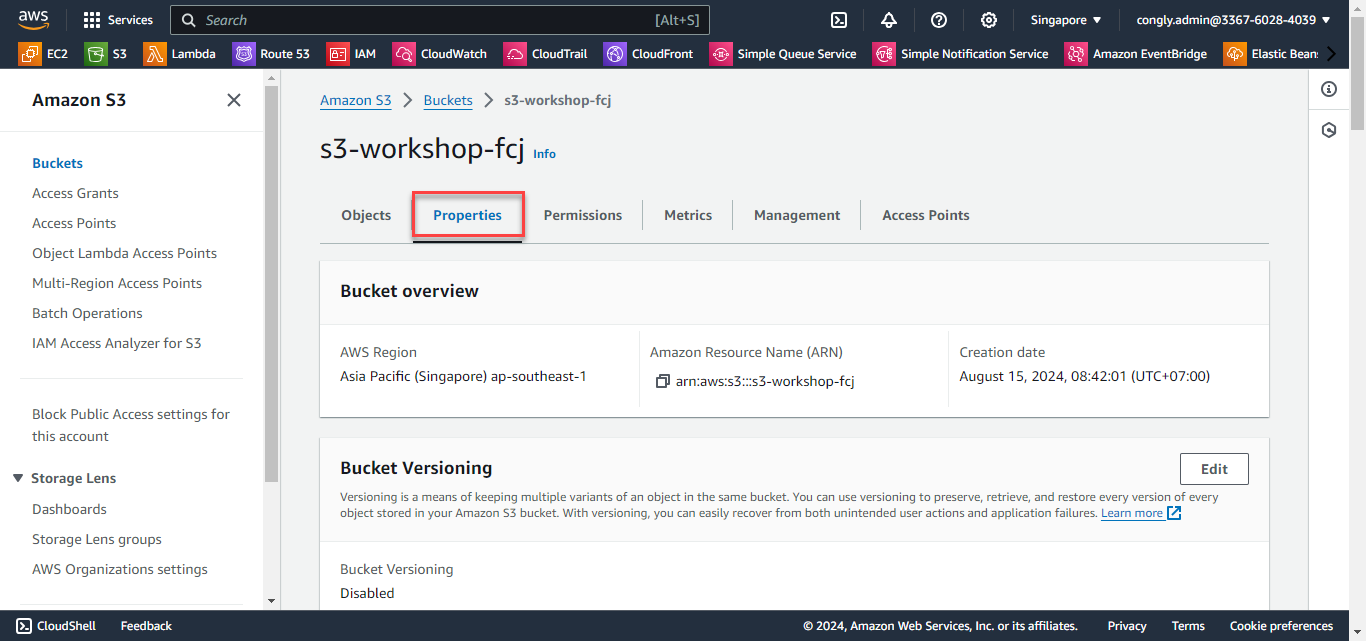 aws
Services
Search
[Alt+S]
Singapore
congly.admin@3367-6028-4039
EC2
S3
Lambda
Route 53
IAM
CloudWatch
CloudTrail
CloudFront
Simple Queue Service
Simple Notification Service
Amazon EventBridge
Elastic Beans
Amazon S3
Buckets
Access Grants
Access Points
Object Lambda Access Points
Multi-Region Access Points
Batch Operations
IAM Access Analyzer for S3
Block Public Access settings for
this account
Storage Lens
Dashboards
Storage Lens groups
AWS Organizations settings
Amazon S3
Buckets
s3-workshop-fcj
s3-workshop-fcj
Info
Objects
Properties
Permissions
Metrics
Management
Access Points
Bucket overview
AWS Region
Asia Pacific (Singapore) ap-southeast-1
Amazon Resource Name (ARN)
arn:aws:s3:::s3-workshop-fcj
Creation date
August 15, 2024, 08:42:01 (UTC+07:00)
Bucket Versioning
Edit
Versioning is a means of keeping multiple variants of an object in the same bucket. You can use versioning to preserve, retrieve, and restore every version of every
object stored in your Amazon S3 bucket. With versioning, you can easily recover from both unintended user actions and application failures. Learn more
Bucket Versioning
Disabled
CloudShell
Feedback
© 2024, Amazon Web Services, Inc. or its affiliates.
Privacy
Terms
Cookie preferences